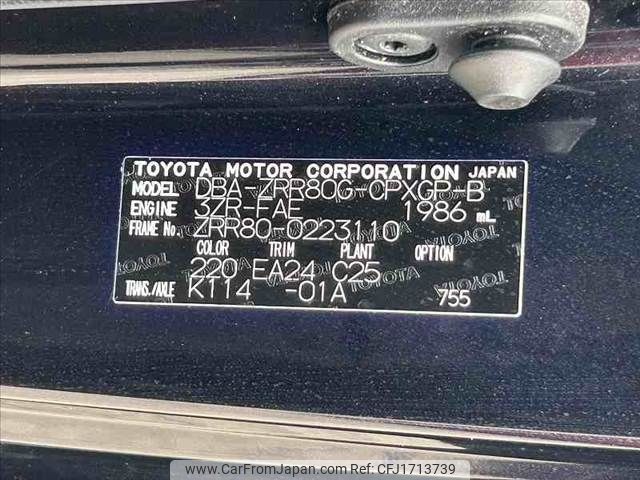 TOYOTA MOTOR CORPORATION JAPAN
MODEL DBA-ZRR80G-CPXGP-B
ENGINE 3ZR-FAE 1986 mL
FRAME No. ZRR80-0223110
COLOR TRIM PLANT OPTION
220 EA24 C25
TRANS./AXLE K114 -01A 755
www.CarFromJapan.com Ref No: CFJ1713739